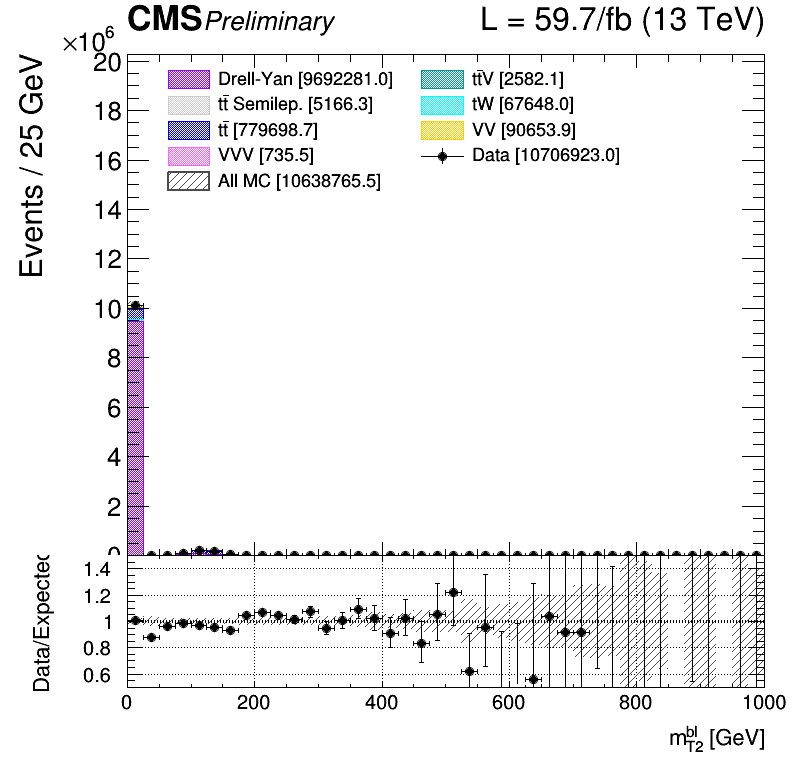 CMS Preliminary L = 59.7/fb (13 TeV)
×10⁶
Events / 25 GeV
20
18
16
14
12
10
8
6
4
2
0
Drell-Yan [9692281.0]
tt̄ Semilep. [5166.3]
tt̄ [779698.7]
VVV [735.5]
All MC [10638765.5]
tt̄V [2582.1]
tW [67648.0]
VV [90653.9]
Data [10706923.0]
Data/Expected
1.4
1.2
1
0.8
0.6
0 200 400 600 800 1000
m_{T2}^{bl} [GeV]